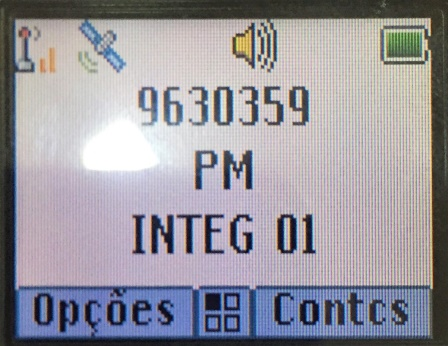 9630359
PM
INTEG 01
Opções Contcs